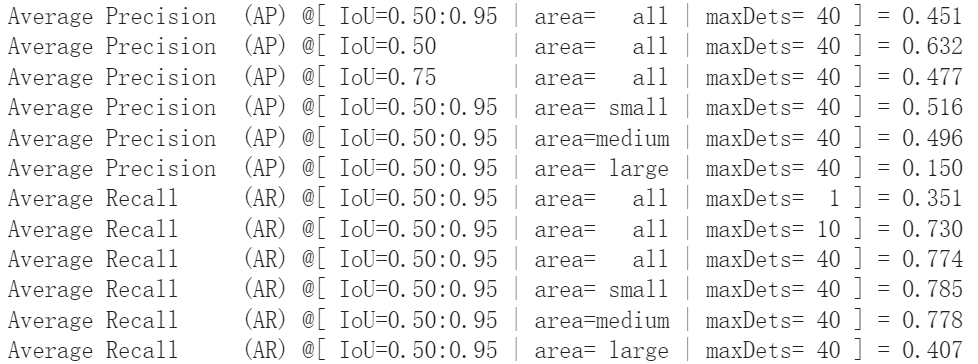 Average Precision  (AP) @[ IoU=0.50:0.95 | area=   all | maxDets= 40 ] = 0.451
Average Precision  (AP) @[ IoU=0.50      | area=   all | maxDets= 40 ] = 0.632
Average Precision  (AP) @[ IoU=0.75      | area=   all | maxDets= 40 ] = 0.477
Average Precision  (AP) @[ IoU=0.50:0.95 | area= small | maxDets= 40 ] = 0.516
Average Precision  (AP) @[ IoU=0.50:0.95 | area=medium | maxDets= 40 ] = 0.496
Average Precision  (AP) @[ IoU=0.50:0.95 | area= large | maxDets= 40 ] = 0.150
Average Recall     (AR) @[ IoU=0.50:0.95 | area=   all | maxDets=  1 ] = 0.351
Average Recall     (AR) @[ IoU=0.50:0.95 | area=   all | maxDets= 10 ] = 0.730
Average Recall     (AR) @[ IoU=0.50:0.95 | area=   all | maxDets= 40 ] = 0.774
Average Recall     (AR) @[ IoU=0.50:0.95 | area= small | maxDets= 40 ] = 0.785
Average Recall     (AR) @[ IoU=0.50:0.95 | area=medium | maxDets= 40 ] = 0.778
Average Recall     (AR) @[ IoU=0.50:0.95 | area= large | maxDets= 40 ] = 0.407